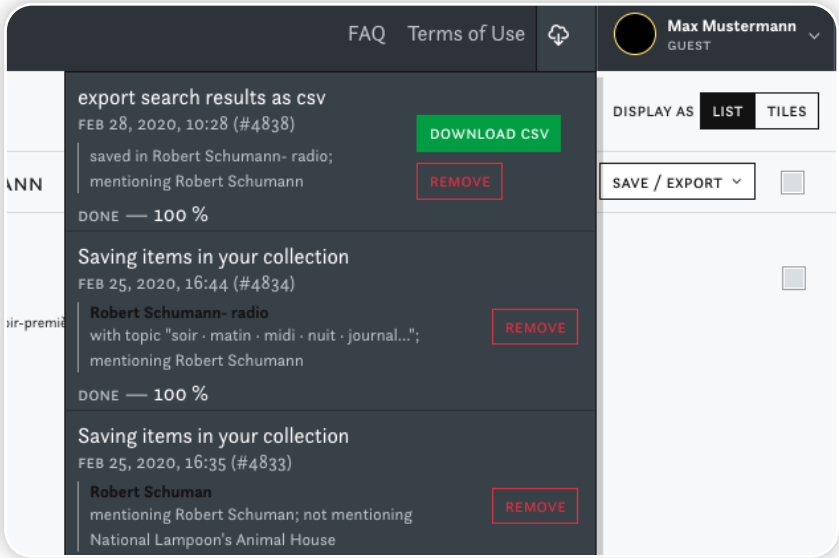 FAQ Terms of Use
Max Mustermann
GUEST
export search results as csv
FEB 28, 2020, 10:28 (#4838)
saved in Robert Schumann- radio;
mentioning Robert Schumann
DOWNLOAD CSV
REMOVE
DONE — 100 %
DISPLAY AS LIST TILES
ANN
SAVE / EXPORT
Saving items in your collection
FEB 25, 2020, 16:44 (#4834)
Robert Schumann- radio
with topic "soir · matin · midi · nuit · journal...";
mentioning Robert Schumann
REMOVE
DONE — 100 %
oir-premiè
Saving items in your collection
FEB 25, 2020, 16:35 (#4833)
Robert Schuman
mentioning Robert Schuman; not mentioning
National Lampoon's Animal House
REMOVE